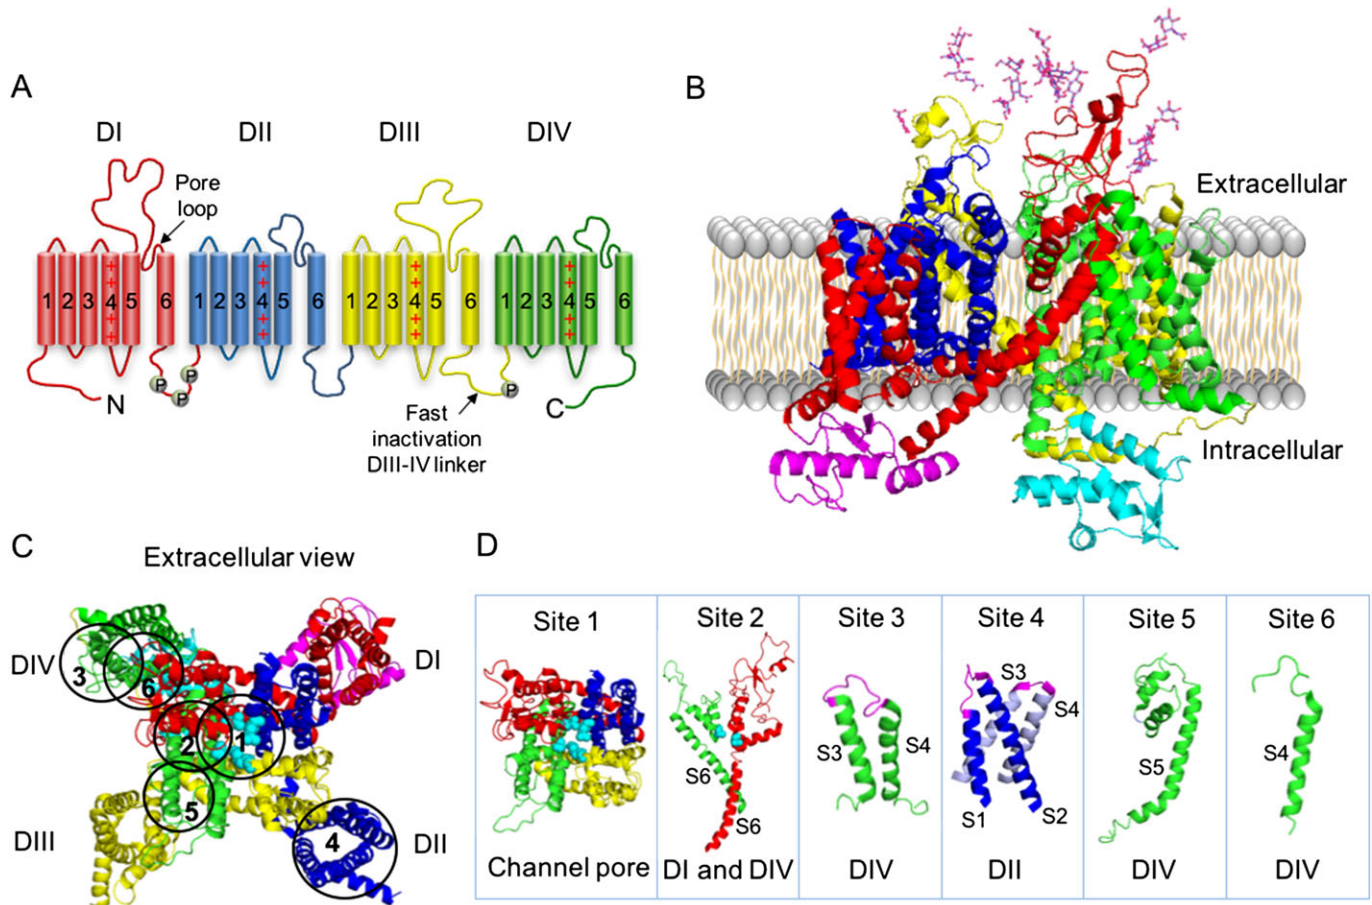 A
DI
DII
DIII
DIV
Pore
loop
1 2 3 4 5 6
+ + + +
1 2 3 4 5 6
+ + + +
1 2 3 4 5 6
+ + + +
1 2 3 4 5 6
+ + + +
P
P
P
P
N
C
Fast
inactivation
DIII-IV linker
B
Extracellular
Intracellular
C
Extracellular view
DIV
DI
DIII
DII
3
6
2
1
5
4
D
Site 1
Channel pore
Site 2
S6
S6
DI and DIV
Site 3
S3
S4
DIV
Site 4
S3
S4
S1
S2
DII
Site 5
S5
DIV
Site 6
S4
DIV